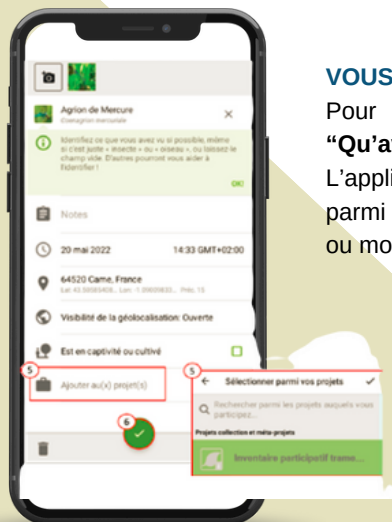 Agrion de Mercure
Coenagrion mercuriale
Identifiez ce que vous avez vu si possible, même
si c'est juste « insecte » ou « oiseau », ou laissez le
champ vide. D'autres pourront vous aider à
l'identifier !
OK!
Notes
20 mai 2022 14:33 GMT+02:00
64520 Came, France
Visibilité de la géolocalisation: Ouverte
Est en captivité ou cultivé
5
Ajouter au(x) projet(s)
6
5
Sélectionner parmi vos projets
Rechercher parmi les projets auquels vous
participez...
Projets collection et méta-projets
Inventaire participatif trame...
VOUS
Pour
“Qu'a
L'appli
parmi
ou mo